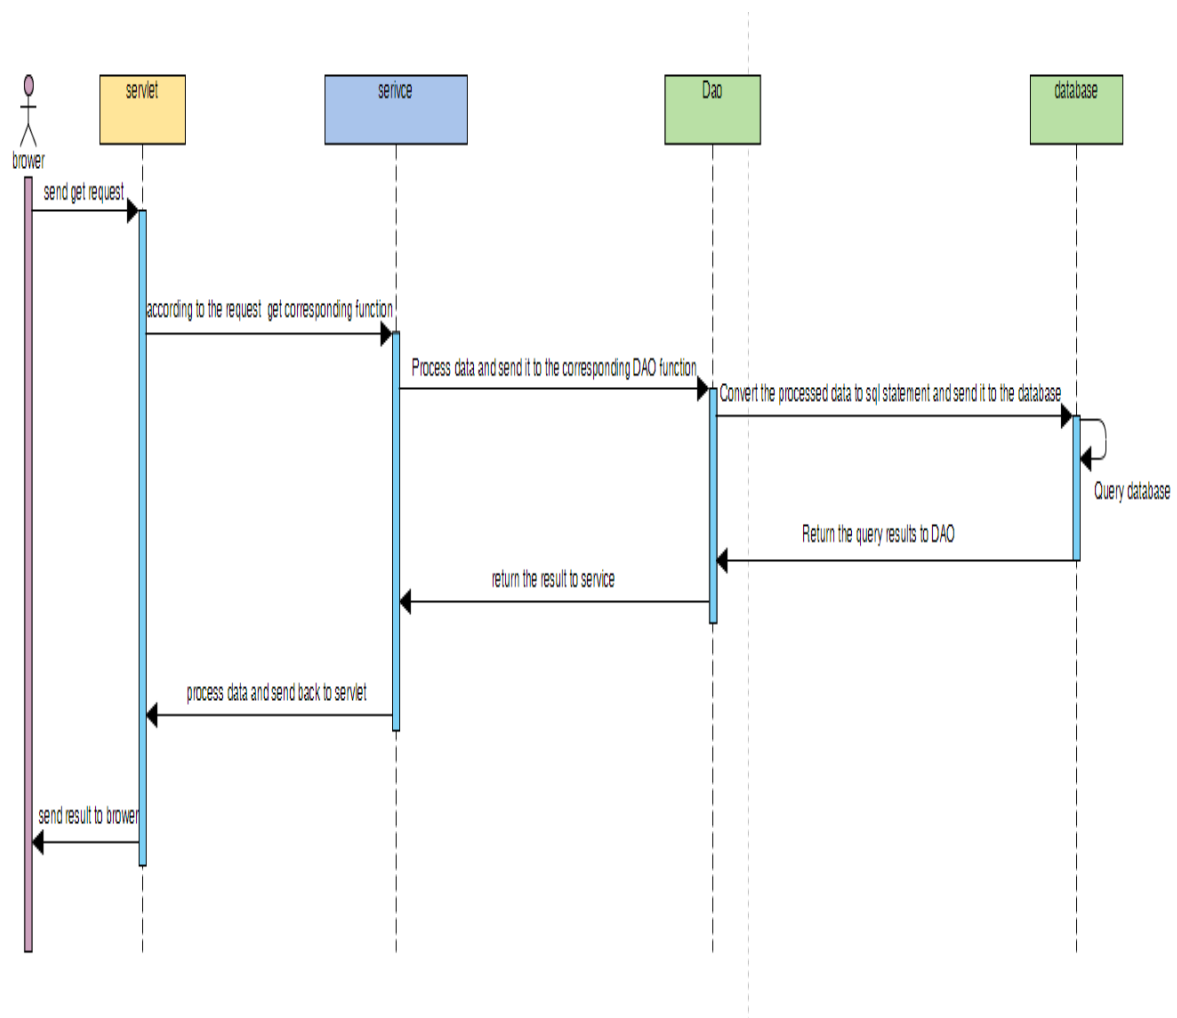 servlet
serivce
Dao
database
brower
send get request
according to the request get corresponding function
Process data and send it to the corresponding DAO function
Convert the processed data to sql statement and send it to the database
Query database
Return the query results to DAO
return the result to service
process data and send back to servlet
send result to brower